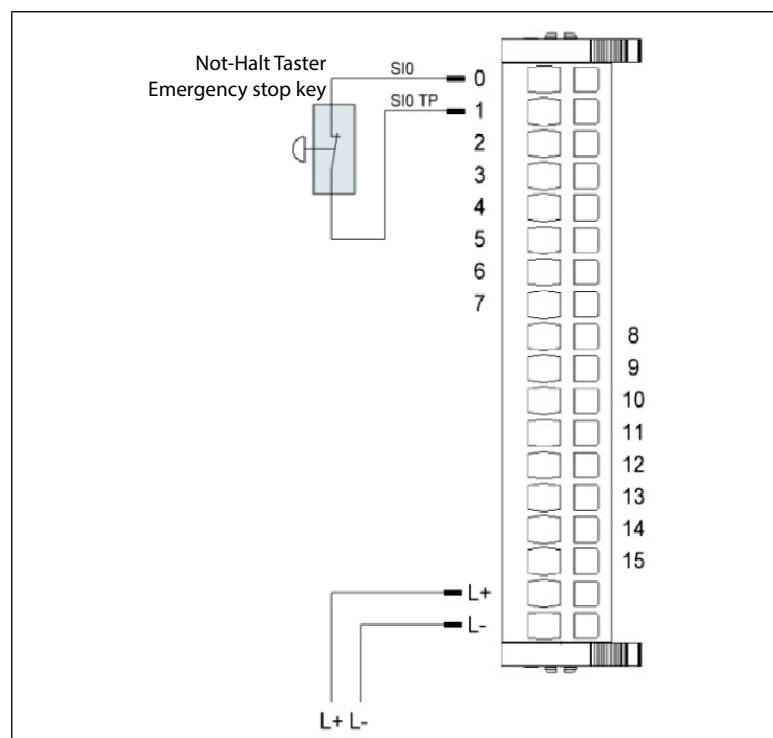 Not-Halt Taster
Emergency stop key
SI0
0
SI0 TP
1
2
3
4
5
6
7
8
9
10
11
12
13
14
15
L+
L-
L+ L-